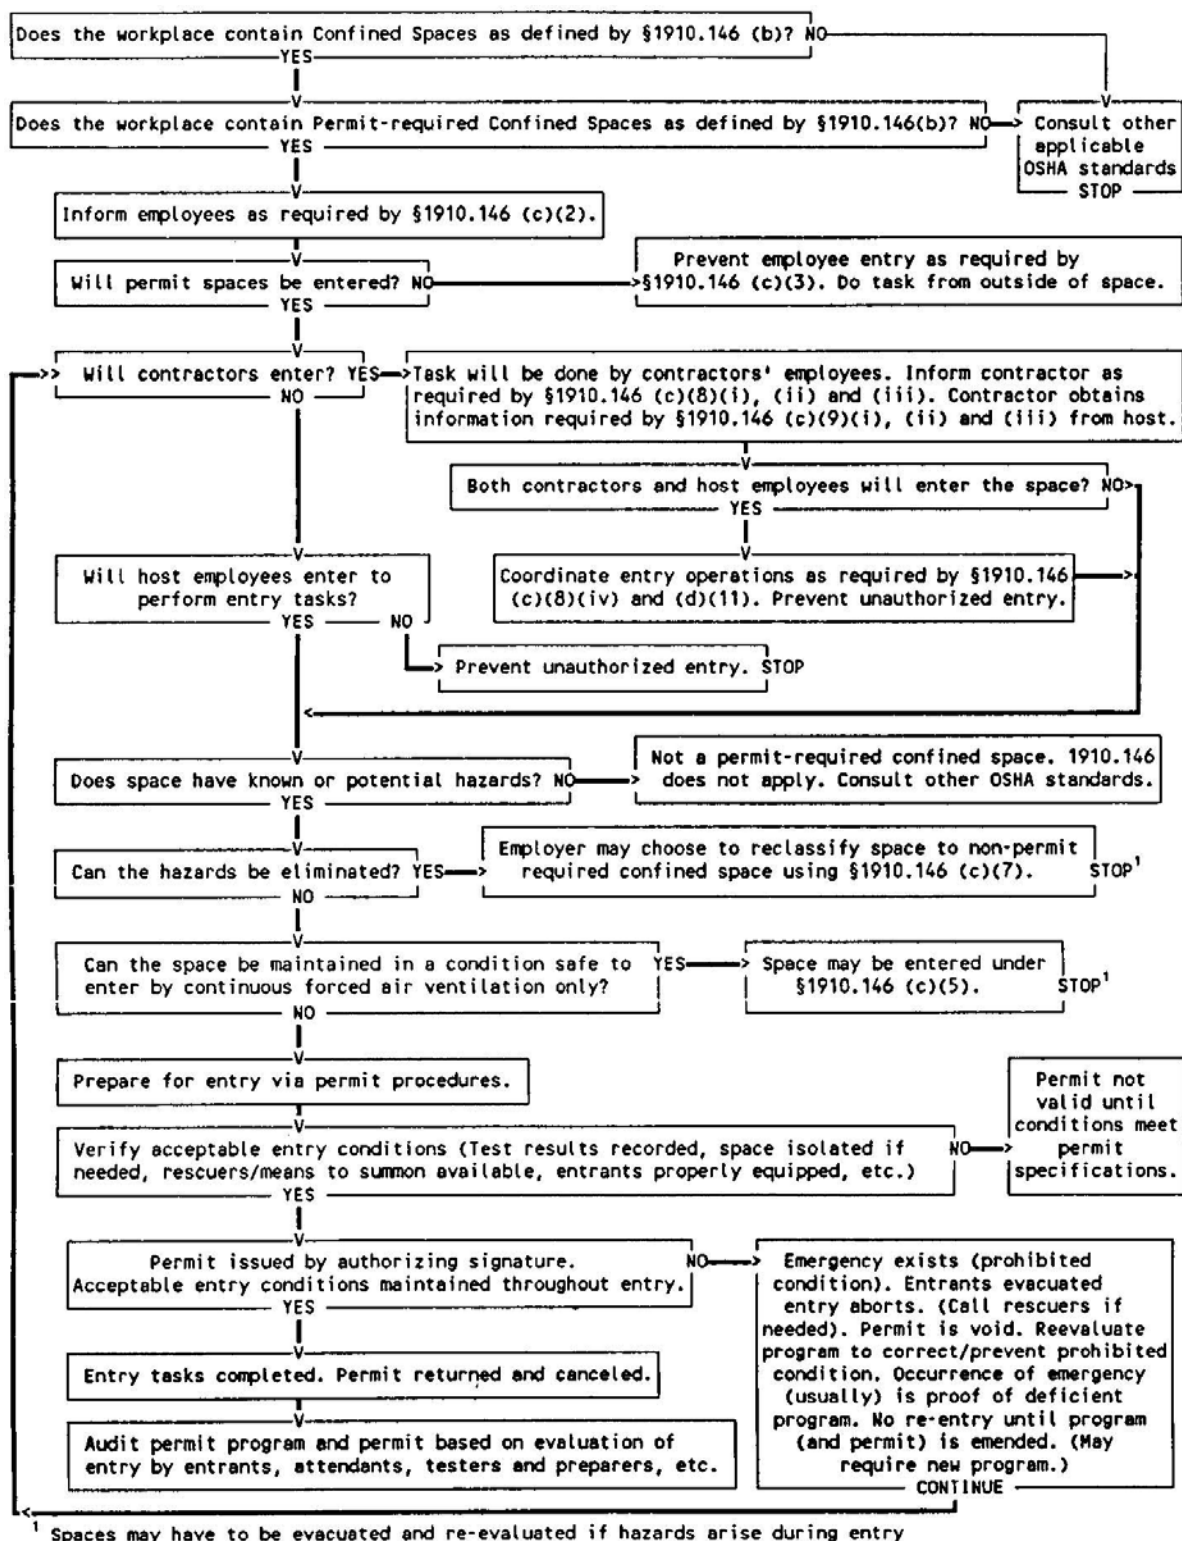 Does the workplace contain Confined Spaces as defined by §1910.146 (b)? NO
YES
Does the workplace contain Permit-required Confined Spaces as defined by §1910.146(b)? NO
YES
Consult other
applicable
OSHA standards
STOP
Inform employees as required by §1910.146 (c)(2).
Will permit spaces be entered? NO
YES
Prevent employee entry as required by
§1910.146 (c)(3). Do task from outside of space.
Will contractors enter? YES
NO
Task will be done by contractors' employees. Inform contractor as
required by §1910.146 (c)(8)(i), (ii) and (iii). Contractor obtains
information required by §1910.146 (c)(9)(i), (ii) and (iii) from host.
Both contractors and host employees will enter the space? NO
YES
Will host employees enter to
perform entry tasks?
YES NO
Coordinate entry operations as required by §1910.146
(c)(8)(iv) and (d)(11). Prevent unauthorized entry.
Prevent unauthorized entry. STOP
Does space have known or potential hazards? NO
YES
Not a permit-required confined space. 1910.146
does not apply. Consult other OSHA standards.
Can the hazards be eliminated? YES
NO
Employer may choose to reclassify space to non-permit
required confined space using §1910.146 (c)(7). STOP¹
Can the space be maintained in a condition safe to YES
enter by continuous forced air ventilation only?
NO
Space may be entered under
§1910.146 (c)(5). STOP¹
Prepare for entry via permit procedures.
Verify acceptable entry conditions (Test results recorded, space isolated if NO
needed, rescuers/means to summon available, entrants properly equipped, etc.)
YES
Permit not
valid until
conditions meet
permit
specifications.
Permit issued by authorizing signature. NO
Acceptable entry conditions maintained throughout entry.
YES
Emergency exists (prohibited
condition). Entrants evacuated
entry aborts. (Call rescuers if
needed). Permit is void. Reevaluate
program to correct/prevent prohibited
condition. Occurrence of emergency
(usually) is proof of deficient
program. No re-entry until program
(and permit) is emended. (May
require new program.)
CONTINUE
Entry tasks completed. Permit returned and canceled.
Audit permit program and permit based on evaluation of
entry by entrants, attendants, testers and preparers, etc.
¹ Spaces may have to be evacuated and re-evaluated if hazards arise during entry